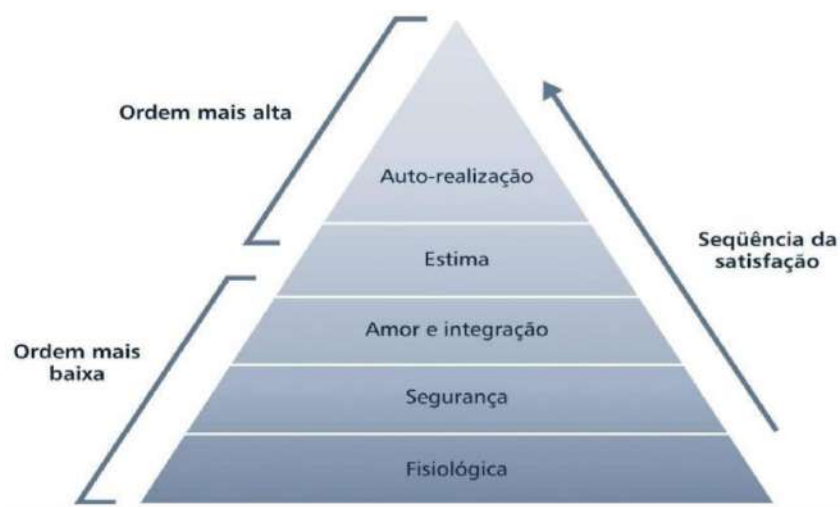 Ordem mais alta
Auto-realização
Estima
Seqüência da
satisfação
Amor e integração
Ordem mais
baixa
Segurança
Fisiológica